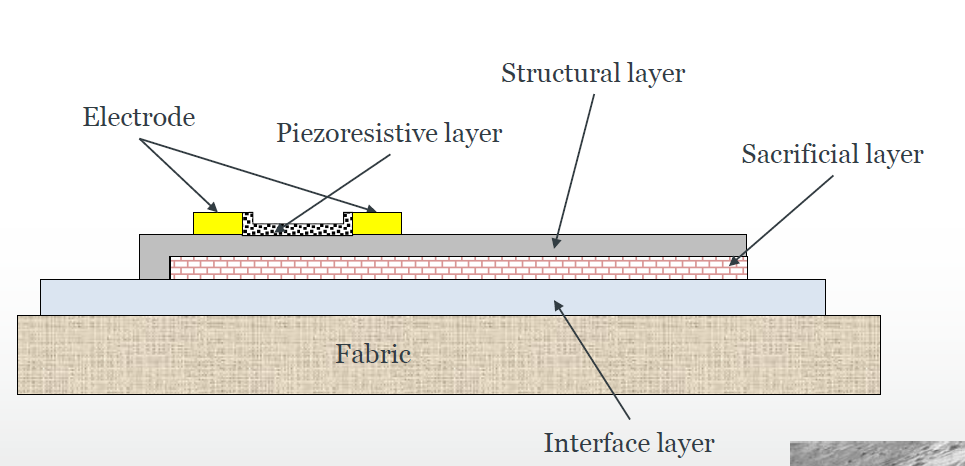 Structural layer
Electrode
Piezoresistive layer
Sacrificial layer
Fabric
Interface layer